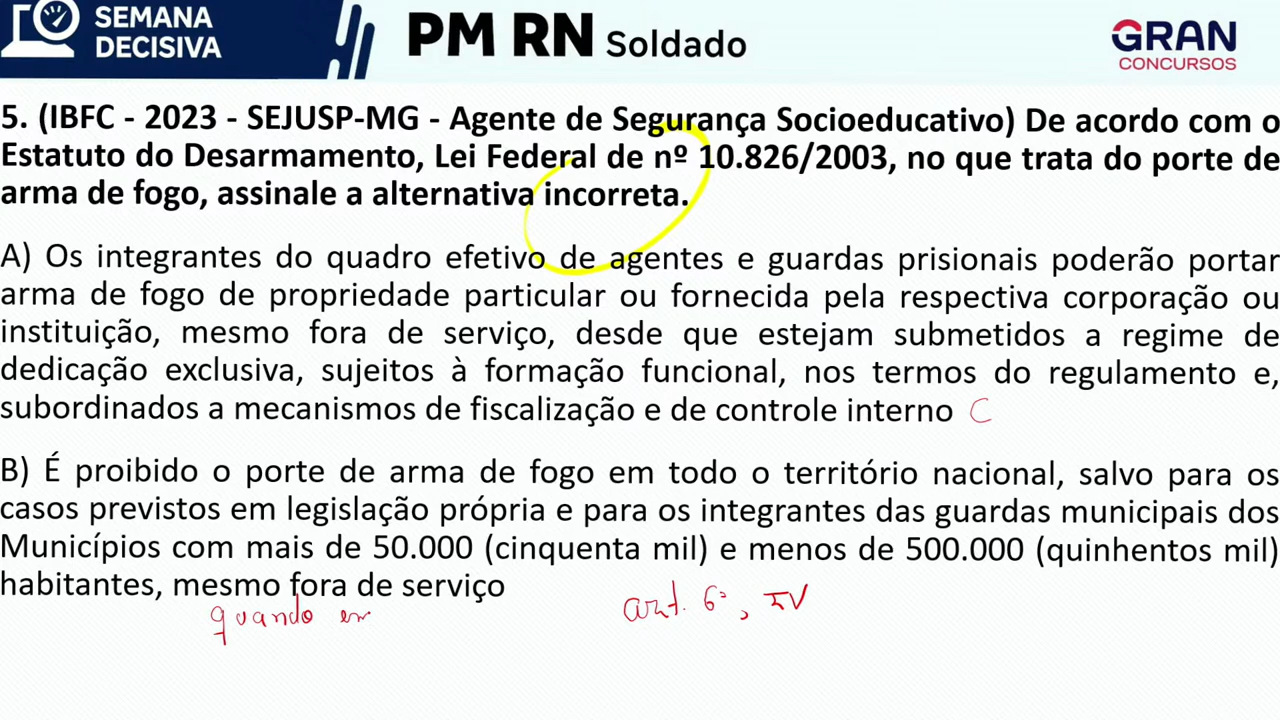 SEMANA
DECISIVA
PM RN Soldado
GRAN
CONCURSOS
5. (IBFC - 2023 - SEJUSP-MG - Agente de Segurança Socioeducativo) De acordo com o
Estatuto do Desarmamento, Lei Federal de nº 10.826/2003, no que trata do porte de
arma de fogo, assinale a alternativa incorreta.
A) Os integrantes do quadro efetivo de agentes e guardas prisionais poderão portar
arma de fogo de propriedade particular ou fornecida pela respectiva corporação ou
instituição, mesmo fora de serviço, desde que estejam submetidos a regime de
dedicação exclusiva, sujeitos à formação funcional, nos termos do regulamento e,
subordinados a mecanismos de fiscalização e de controle interno C
B) É proibido o porte de arma de fogo em todo o território nacional, salvo para os
casos previstos em legislação própria e para os integrantes das guardas municipais dos
Municípios com mais de 50.000 (cinquenta mil) e menos de 500.000 (quinhentos mil)
habitantes, mesmo fora de serviço
quando em art. 6º, IV